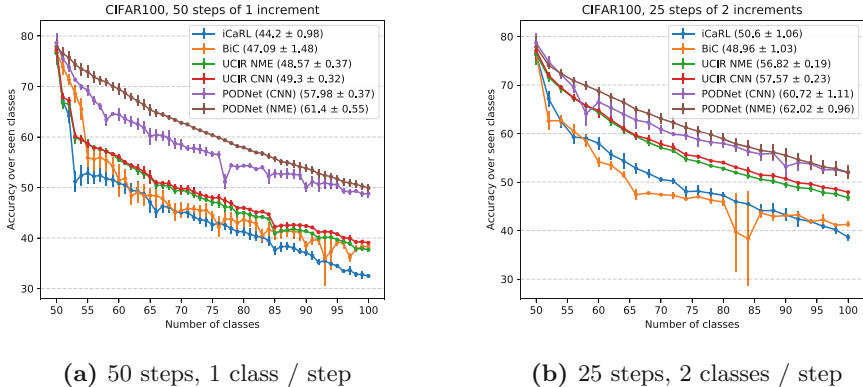 CIFAR100, 50 steps of 1 increment
iCaRL (44.2 ± 0.98)
BiC (47.09 ± 1.48)
UCIR NME (48.57 ± 0.37)
UCIR CNN (49.3 ± 0.32)
PODNet (CNN) (57.98 ± 0.37)
PODNet (NME) (61.4 ± 0.55)
Accuracy over seen classes
80
70
60
50
40
30
50 55 60 65 70 75 80 85 90 95 100
Number of classes
(a) 50 steps, 1 class / step
CIFAR100, 25 steps of 2 increments
iCaRL (50.6 ± 1.06)
BiC (48.96 ± 1.03)
UCIR NME (56.82 ± 0.19)
UCIR CNN (57.57 ± 0.23)
PODNet (CNN) (60.72 ± 1.11)
PODNet (NME) (62.02 ± 0.96)
Accuracy over seen classes
80
70
60
50
40
30
50 55 60 65 70 75 80 85 90 95 100
Number of classes
(b) 25 steps, 2 classes / step